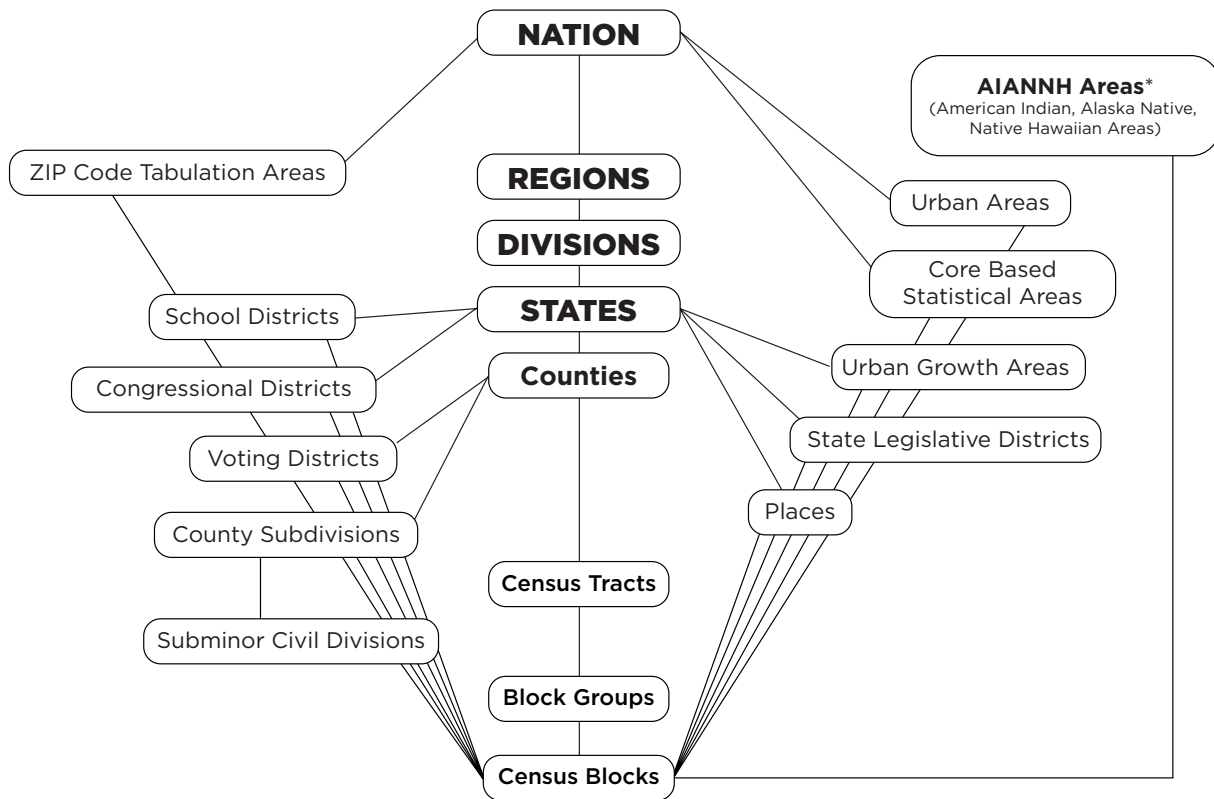 NATION
AIANNH Areas*
(American Indian, Alaska Native,
Native Hawaiian Areas)
ZIP Code Tabulation Areas
REGIONS
Urban Areas
DIVISIONS
Core Based
Statistical Areas
School Districts
STATES
Urban Growth Areas
Congressional Districts
Counties
State Legislative Districts
Voting Districts
Places
County Subdivisions
Census Tracts
Subminor Civil Divisions
Block Groups
Census Blocks